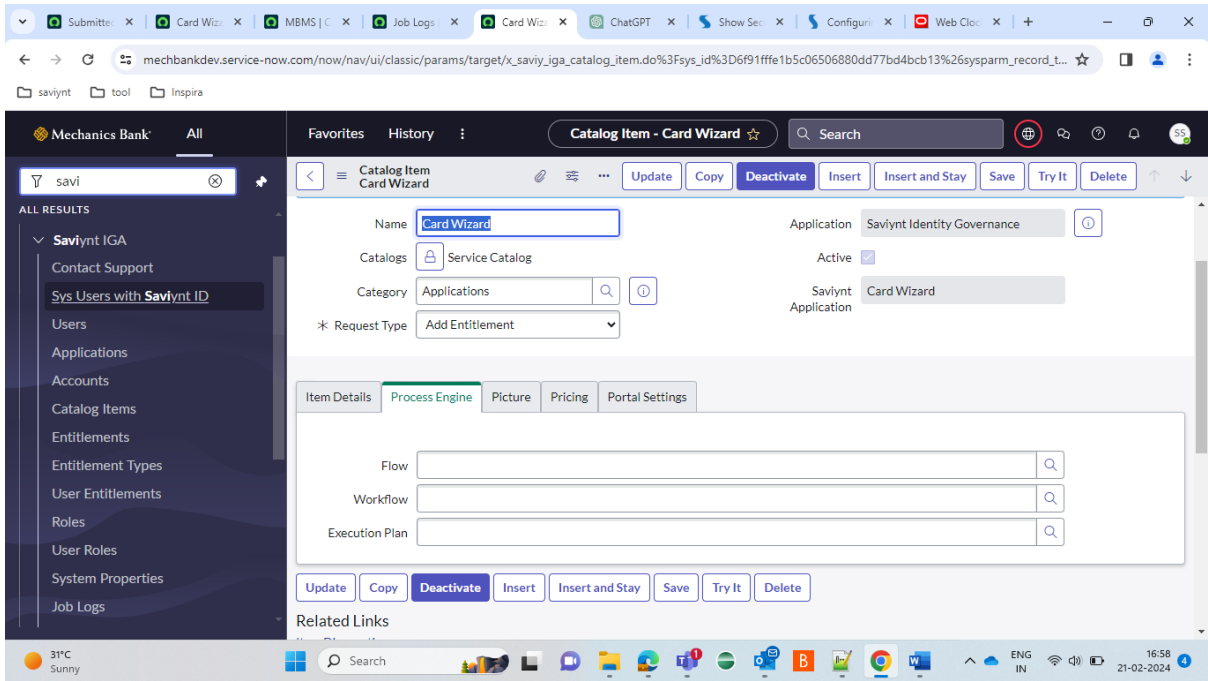 Submitted
Card Wiz
MBMS | C
Job Logs
Card Wiz
ChatGPT
Show Sec
Configurin
Web Cloc
mechbankdev.service-now.com/now/nav/ui/classic/params/target/x_saviy_iga_catalog_item.do%3Fsys_id%3D6f91fffe1b5c06506880dd77bd4bcb13%26sysparm_record_t...
saviynt tool Inspira
Mechanics Bank All Favorites History Catalog Item - Card Wizard Search SS
savi
ALL RESULTS
Saviynt IGA
Contact Support
Sys Users with Saviynt ID
Users
Applications
Accounts
Catalog Items
Entitlements
Entitlement Types
User Entitlements
Roles
User Roles
System Properties
Job Logs
Catalog Item
Card Wizard
Update Copy Deactivate Insert Insert and Stay Save Try It Delete
Name Card Wizard
Catalogs Service Catalog
Category Applications
Request Type Add Entitlement
Application Saviynt Identity Governance
Active
Saviynt Application Card Wizard
Item Details Process Engine Picture Pricing Portal Settings
Flow
Workflow
Execution Plan
Update Copy Deactivate Insert Insert and Stay Save Try It Delete
Related Links
31°C
Sunny
Search
ENG
IN
16:58
21-02-2024
4